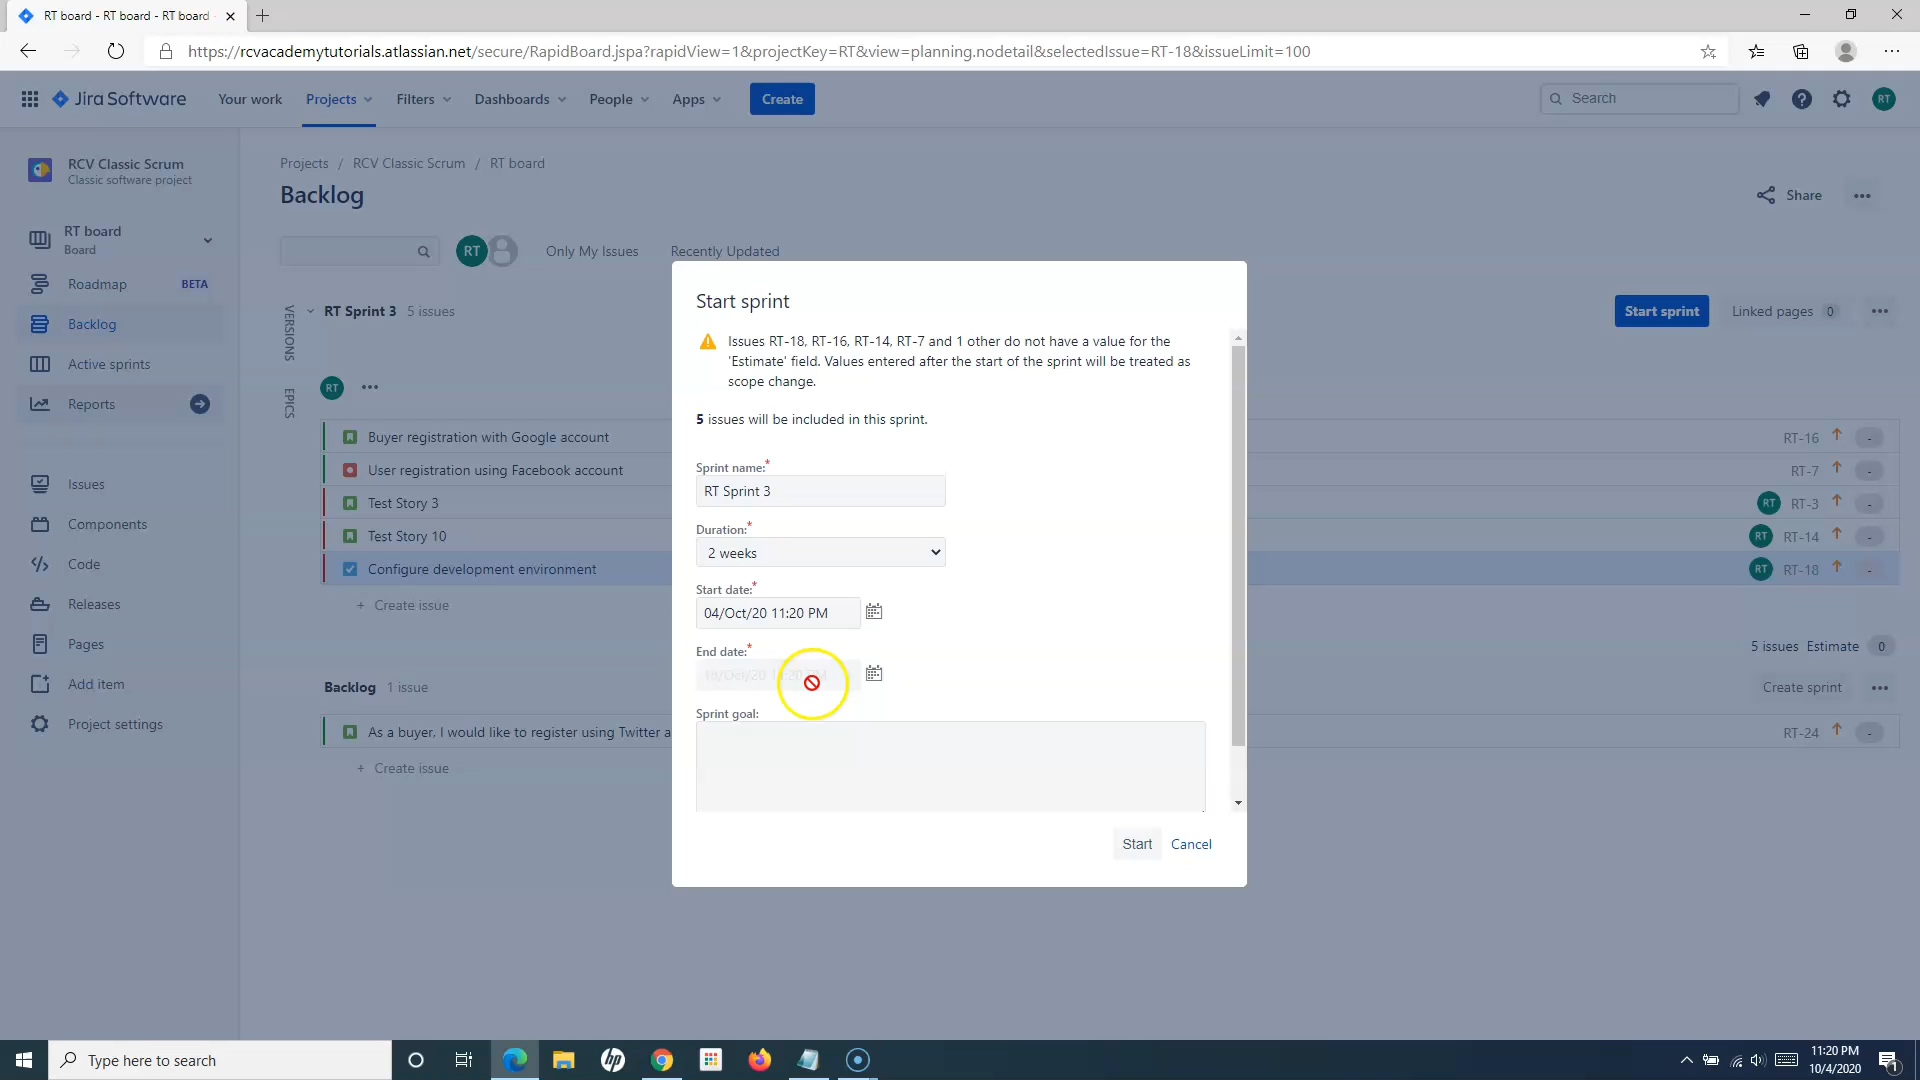 RT board - RT board - RT board
https://rcvacademytutorials.atlassian.net/secure/RapidBoard.jspa?rapidView=1&projectKey=RT&view=planning.nodetail&selectedIssue=RT-18&issueLimit=100
Jira Software
Your work
Projects
Filters
Dashboards
People
Apps
Create
Search
RT
RCV Classic Scrum
Classic software project
RT board
Board
Roadmap
BETA
Backlog
Active sprints
Reports
Issues
Components
Code
Releases
Pages
Add item
Project settings
Projects / RCV Classic Scrum / RT board
Backlog
Share
RT
Only My Issues
Recently Updated
VERSIONS
EPICS
RT Sprint 3 5 issues
Start sprint
Linked pages 0
RT
Buyer registration with Google account
RT-16 -
User registration using Facebook account
RT-7 -
Test Story 3
RT RT-3 -
Test Story 10
RT RT-14 -
Configure development environment
RT RT-18 -
+ Create issue
5 issues Estimate 0
Backlog 1 issue
Create sprint
As a buyer, I would like to register using Twitter a
RT-24 -
+ Create issue
Start sprint
Issues RT-18, RT-16, RT-14, RT-7 and 1 other do not have a value for the
'Estimate' field. Values entered after the start of the sprint will be treated as
scope change.
5 issues will be included in this sprint.
Sprint name:*
RT Sprint 3
Duration:*
2 weeks
Start date:*
04/Oct/20 11:20 PM
End date:*
Sprint goal:
Start
Cancel
Type here to search
hp
11:20 PM
10/4/2020
1